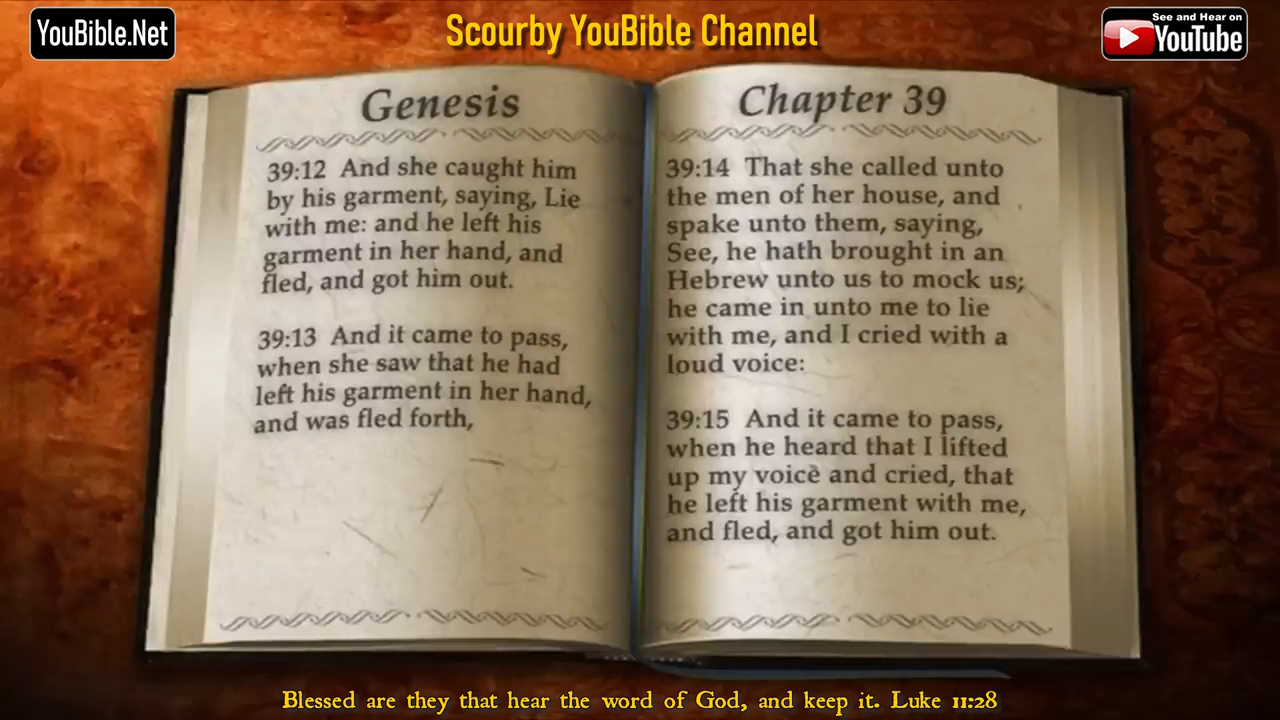 YouBible.Net
Scourby YouBible Channel
See and Hear on
YouTube
Genesis
39:12 And she caught him
by his garment, saying, Lie
with me: and he left his
garment in her hand, and
fled, and got him out.
39:13 And it came to pass,
when she saw that he had
left his garment in her hand,
and was fled forth,
Chapter 39
39:14 That she called unto
the men of her house, and
spake unto them, saying,
See, he hath brought in an
Hebrew unto us to mock us;
he came in unto me to lie
with me, and I cried with a
loud voice:
39:15 And it came to pass,
when he heard that I lifted
up my voice and cried, that
he left his garment with me,
and fled, and got him out.
Blessed are they that hear the word of God, and keep it. Luke 11:28